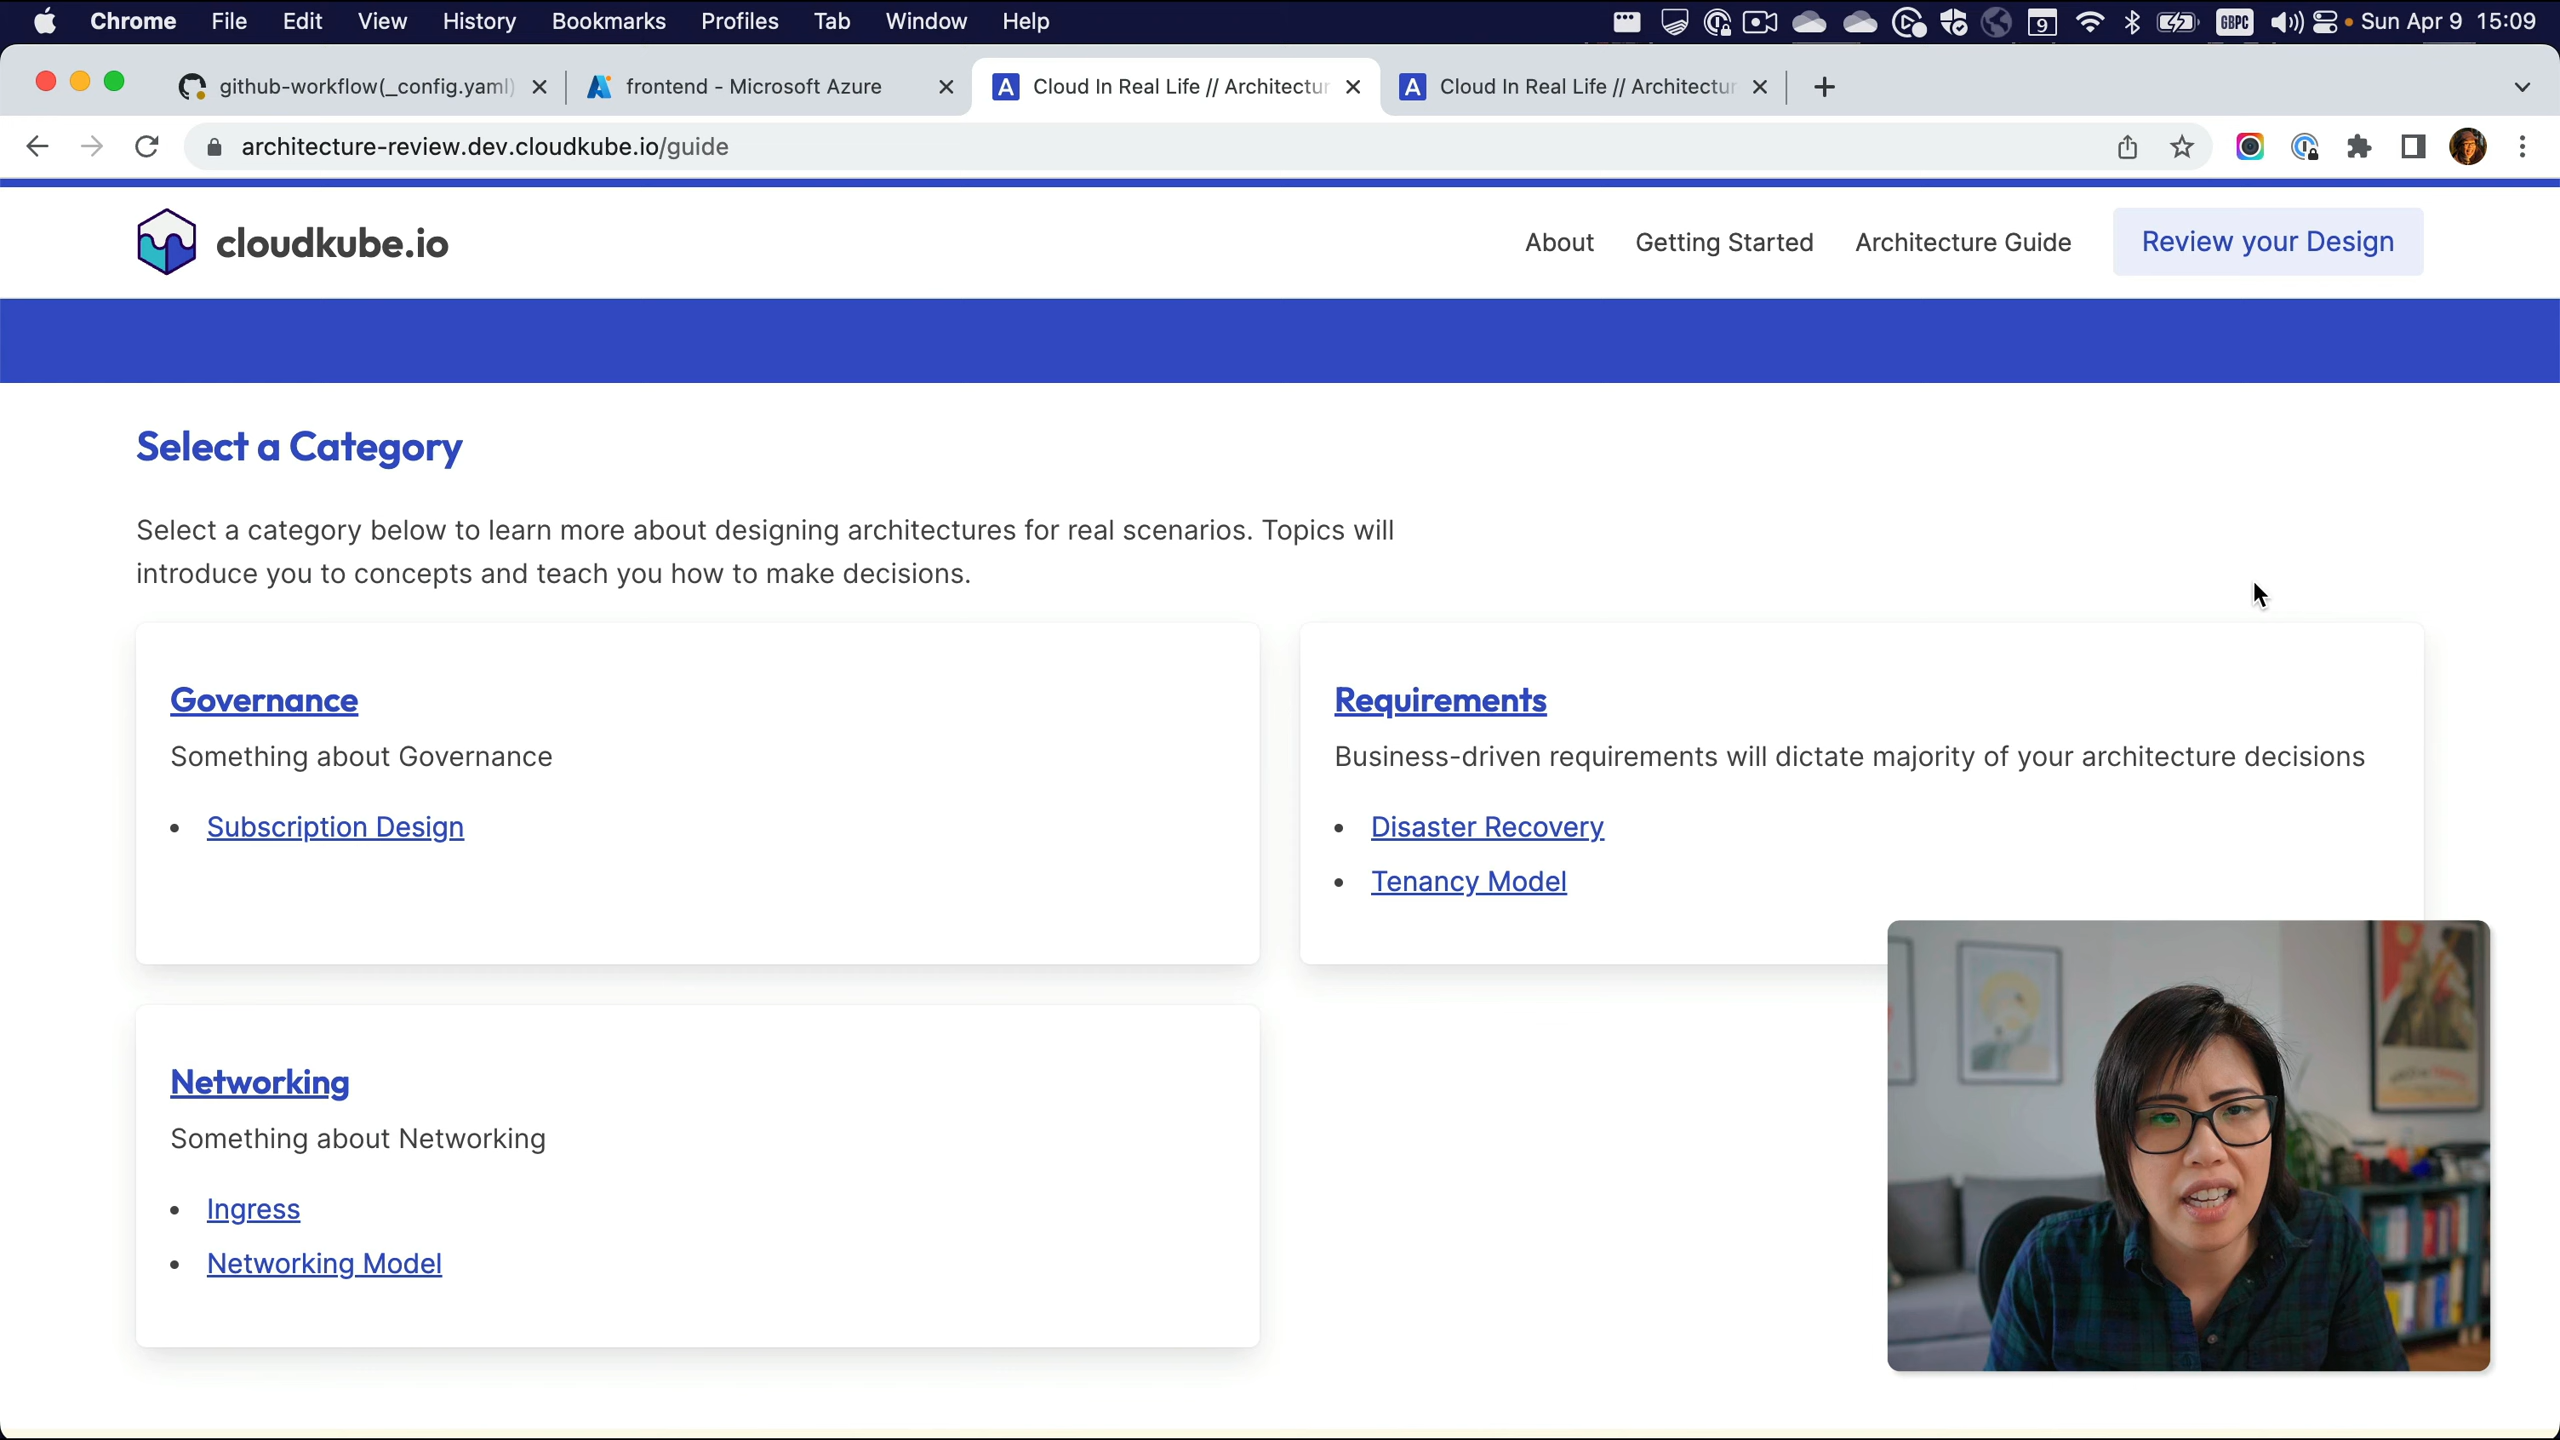 Chrome File Edit View History Bookmarks Profiles Tab Window Help 9 GBPC Sun Apr 9 15:09
github-workflow(_config.yaml) frontend - Microsoft Azure Cloud In Real Life // Architectur Cloud In Real Life // Architectur
architecture-review.dev.cloudkube.io/guide
cloudkube.io About Getting Started Architecture Guide Review your Design
Select a Category
Select a category below to learn more about designing architectures for real scenarios. Topics will
introduce you to concepts and teach you how to make decisions.
Governance
Something about Governance
• Subscription Design
Requirements
Business-driven requirements will dictate majority of your architecture decisions
• Disaster Recovery
• Tenancy Model
Networking
Something about Networking
• Ingress
• Networking Model